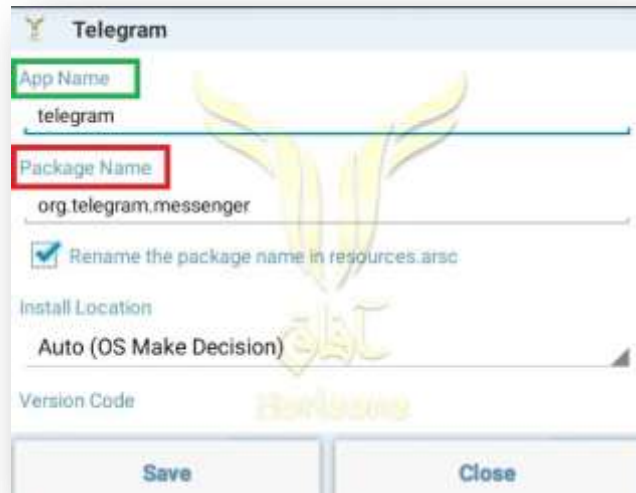 Telegram
App Name
telegram
Package Name
org.telegram.messenger
Rename the package name in resources.arsc
Install Location
Auto (OS Make Decision)
Version Code
Save
Close